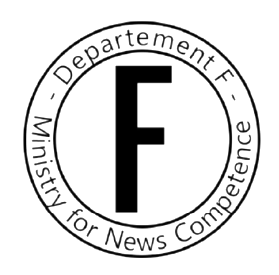 - Departement F -
F
Ministry for News Competence